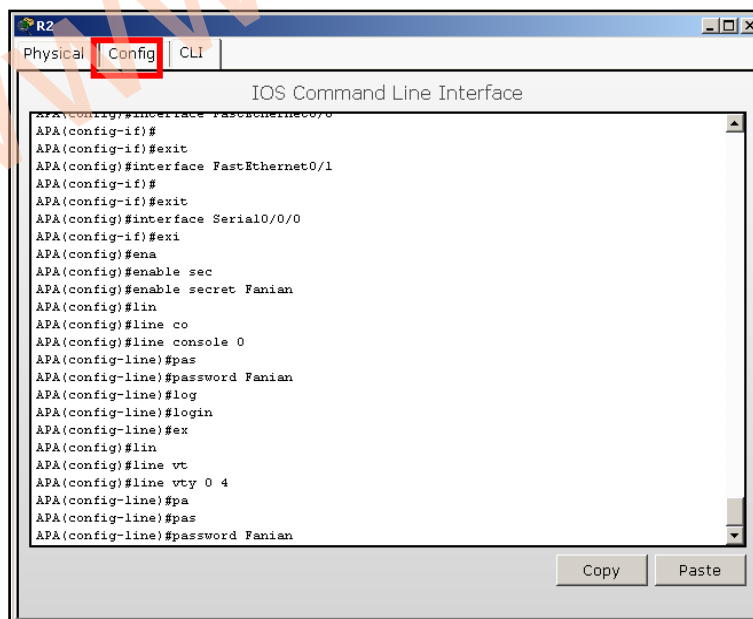 R2
Physical Config CLI
IOS Command Line Interface
APA(config)#interface FastEthernet0/0
APA(config-if)#
APA(config-if)#exit
APA(config)#interface FastEthernet0/1
APA(config-if)#
APA(config-if)#exit
APA(config)#interface Serial0/0/0
APA(config-if)#exi
APA(config)#ena
APA(config)#enable sec
APA(config)#enable secret Fanian
APA(config)#lin
APA(config)#line co
APA(config)#line console 0
APA(config-line)#pas
APA(config-line)#password Fanian
APA(config-line)#log
APA(config-line)#login
APA(config-line)#ex
APA(config)#lin
APA(config)#line vt
APA(config)#line vty 0 4
APA(config-line)#pa
APA(config-line)#pas
APA(config-line)#password Fanian
Copy Paste